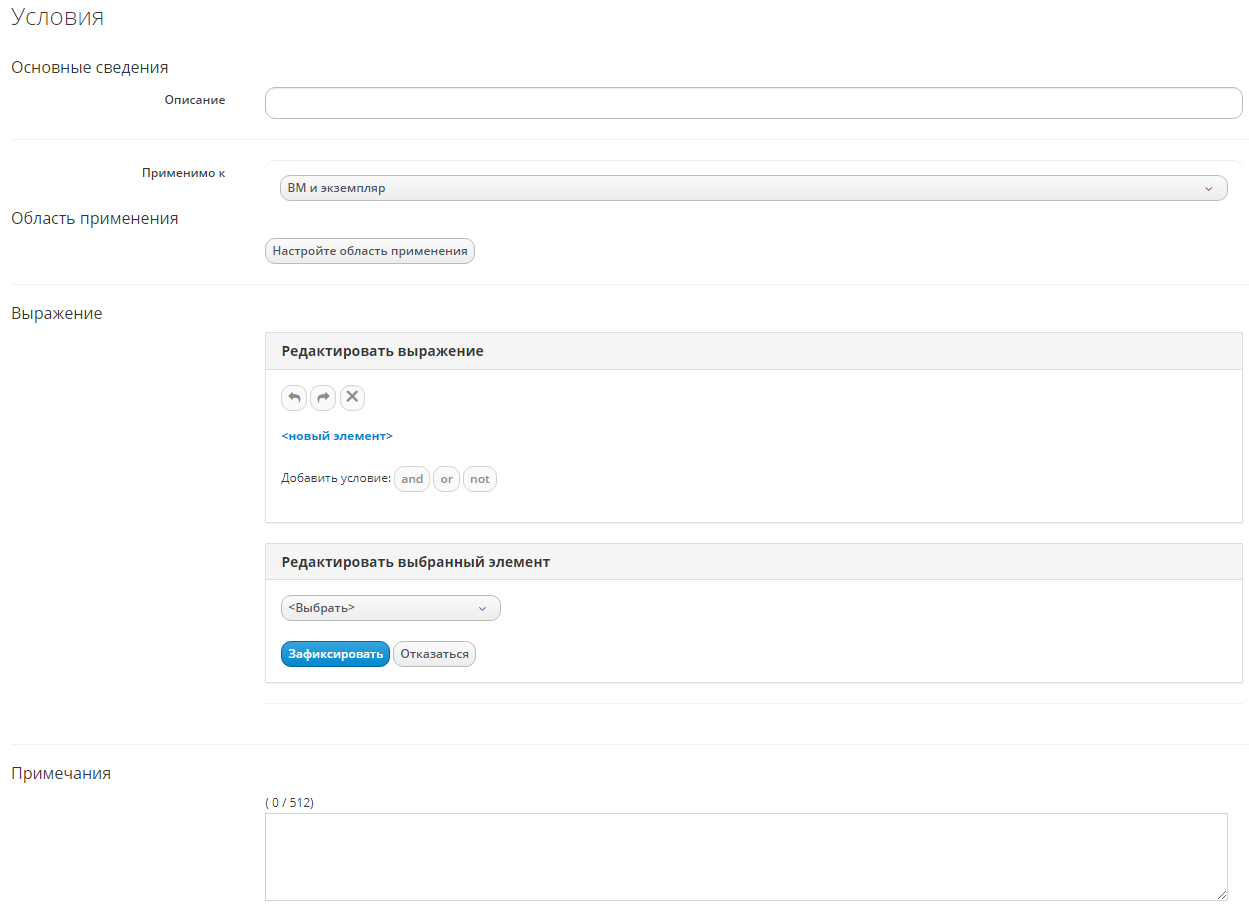 Условия
Основные сведения
Описание
Применимо к
ВМ и экземпляр
Область применения
Настройте область применения
Выражение
Редактировать выражение
<новый элемент>
Добавить условие: and or not
Редактировать выбранный элемент
<Выбрать>
Зафиксировать Отказаться
Примечания
( 0 / 512)